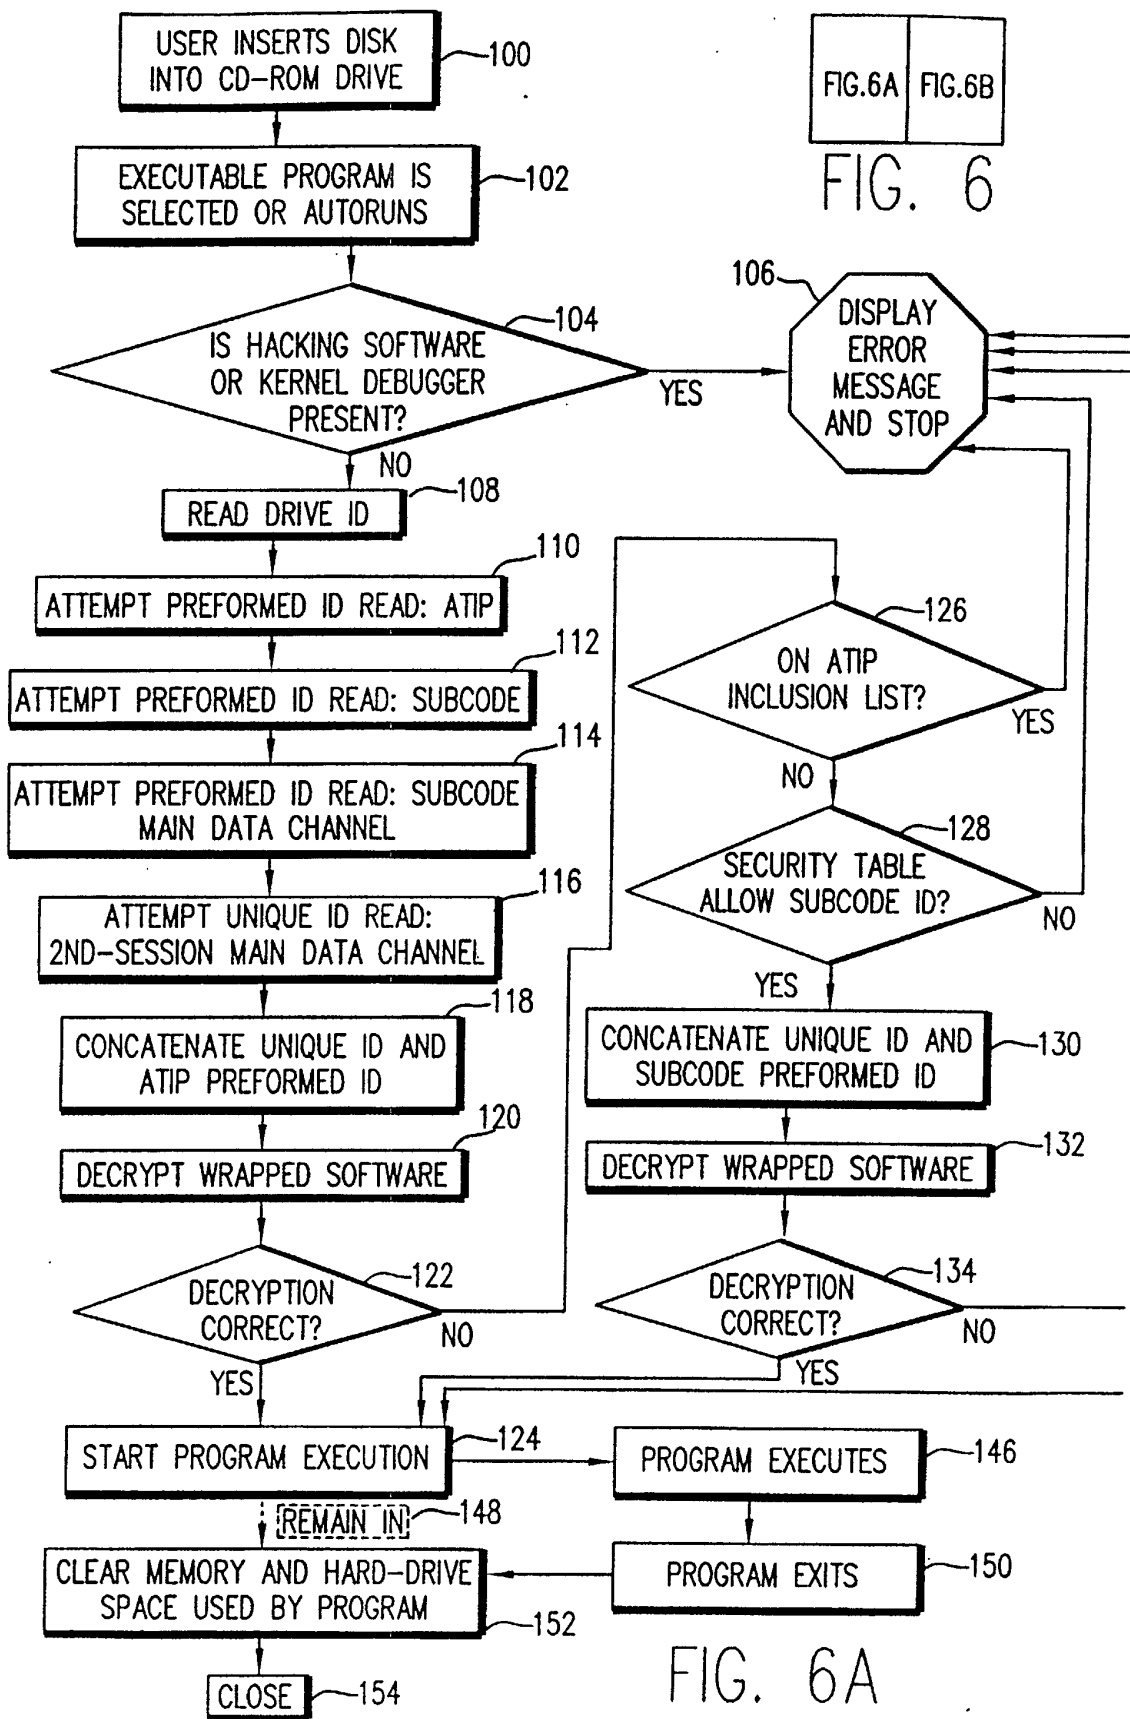 USER INSERTS DISK
INTO CD-ROM DRIVE
100
FIG.6A
FIG.6B
FIG. 6
EXECUTABLE PROGRAM IS
SELECTED OR AUTORUNS
102
104
IS HACKING SOFTWARE
OR KERNEL DEBUGGER
PRESENT?
YES
NO
106
DISPLAY
ERROR
MESSAGE
AND STOP
READ DRIVE ID
108
110
ATTEMPT PREFORMED ID READ: ATIP
112
ATTEMPT PREFORMED ID READ: SUBCODE
114
ATTEMPT PREFORMED ID READ: SUBCODE
MAIN DATA CHANNEL
116
ATTEMPT UNIQUE ID READ:
2ND-SESSION MAIN DATA CHANNEL
118
CONCATENATE UNIQUE ID AND
ATIP PREFORMED ID
120
DECRYPT WRAPPED SOFTWARE
122
DECRYPTION
CORRECT?
NO
YES
126
ON ATIP
INCLUSION LIST?
YES
NO
128
SECURITY TABLE
ALLOW SUBCODE ID?
NO
YES
CONCATENATE UNIQUE ID AND
SUBCODE PREFORMED ID
130
DECRYPT WRAPPED SOFTWARE
132
134
DECRYPTION
CORRECT?
NO
YES
START PROGRAM EXECUTION
124
PROGRAM EXECUTES
146
REMAIN IN
148
CLEAR MEMORY AND HARD-DRIVE
SPACE USED BY PROGRAM
152
PROGRAM EXITS
150
CLOSE
154
FIG. 6A